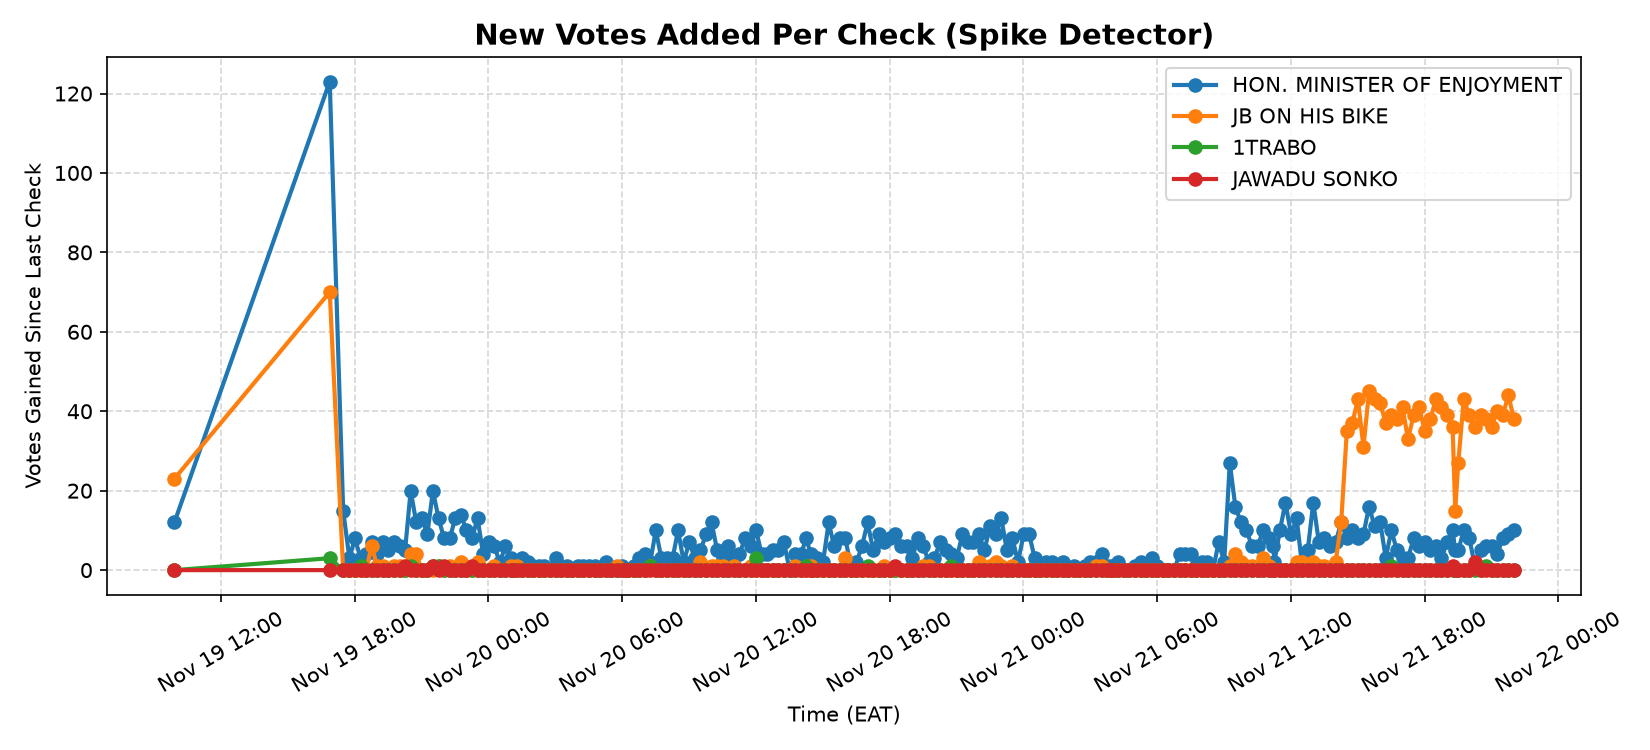 New Votes Added Per Check (Spike Detector)
HON. MINISTER OF ENJOYMENT
JB ON HIS BIKE
1TRABO
JAWADU SONKO
Votes Gained Since Last Check
120
100
80
60
40
20
0
Nov 19 12:00
Nov 19 18:00
Nov 20 00:00
Nov 20 06:00
Nov 20 12:00
Nov 20 18:00
Nov 21 00:00
Nov 21 06:00
Nov 21 12:00
Nov 21 18:00
Nov 22 00:00
Time (EAT)